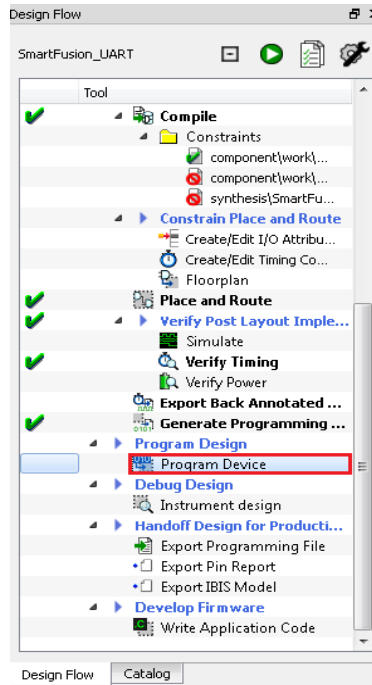 Design Flow
SmartFusion_UART
Tool
Compile
Constraints
component\work\...
component\work\...
synthesis\SmartFu...
Constrain Place and Route
Create/Edit I/O Attribu...
Create/Edit Timing Co...
Floorplan
Place and Route
Verify Post Layout Imple...
Simulate
Verify Timing
Verify Power
Export Back Annotated ...
Generate Programming ...
Program Design
Program Device
Debug Design
Instrument design
Handoff Design for Producti...
Export Programming File
Export Pin Report
Export IBIS Model
Develop Firmware
Write Application Code
Design Flow Catalog